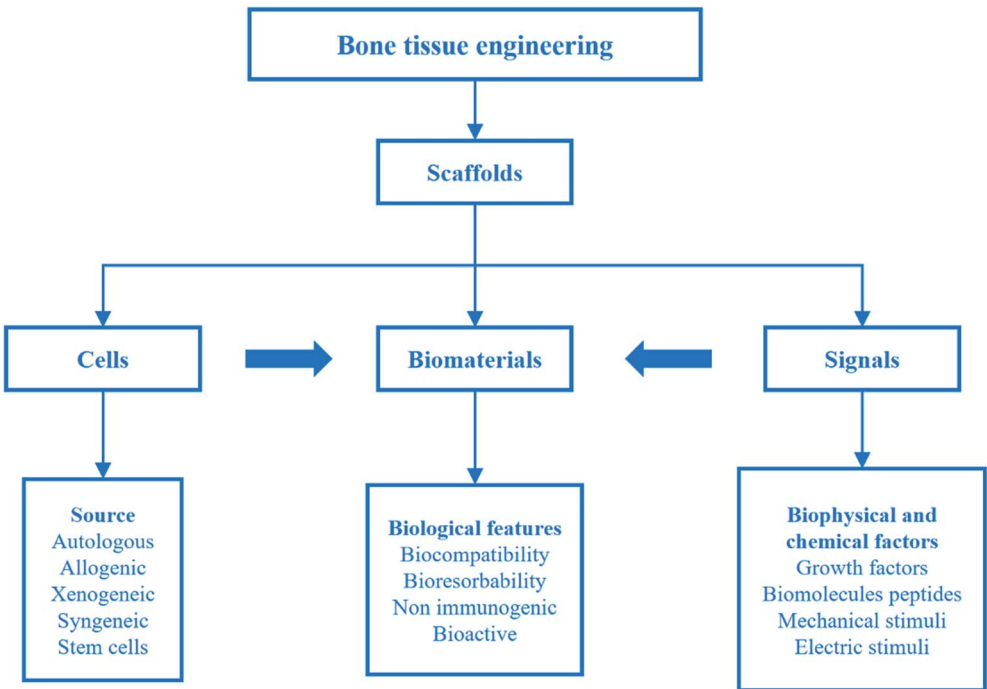 Bone tissue engineering
Scaffolds
Cells
Biomaterials
Signals
Source
Autologous
Allogenic
Xenogeneic
Syngeneic
Stem cells
Biological features
Biocompatibility
Bioresorbability
Non immunogenic
Bioactive
Biophysical and
chemical factors
Growth factors
Biomolecules peptides
Mechanical stimuli
Electric stimuli